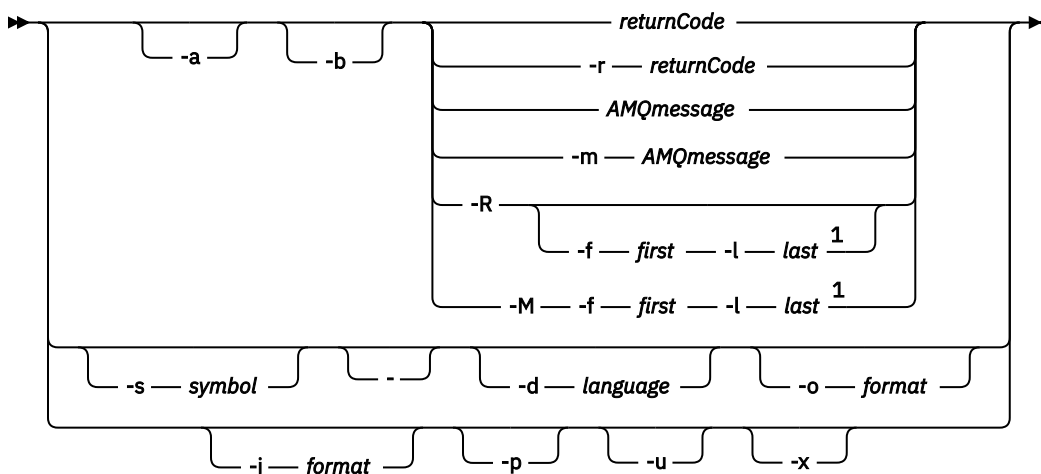 returnCode
-a -b
-r returnCode
AMQmessage
-m AMQmessage
-R
-f first -l last 1
-M -f first -l last 1
-s symbol - -d language -o format
-i format -p -u -x